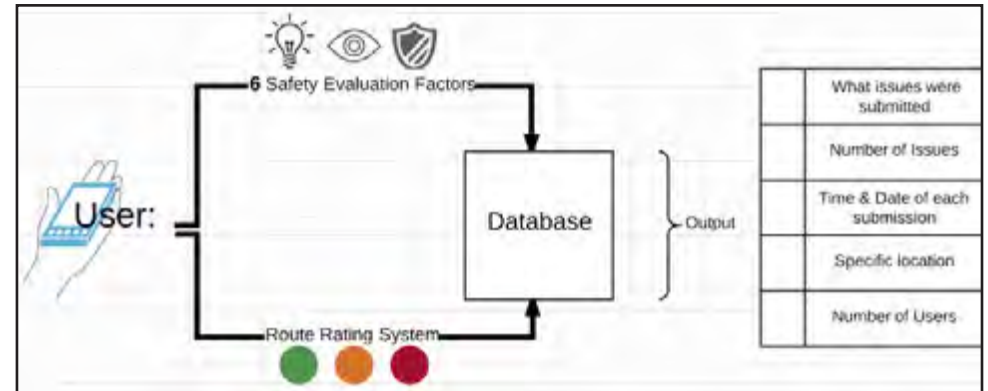 6 Safety Evaluation Factors
User:
Database
Output
Route Rating System
What issues were
submitted
Number of Issues
Time & Date of each
submission
Specific location
Number of Users